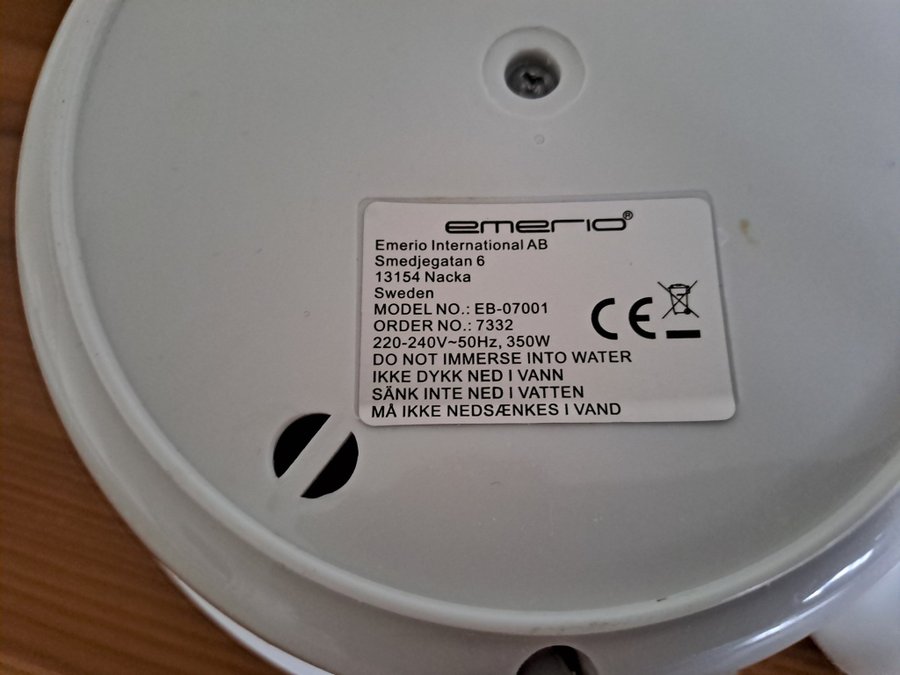 emerio®
Emerio International AB
Smedjegatan 6
13154 Nacka
Sweden
MODEL NO.: EB-07001
ORDER NO.: 7332
220-240V~50Hz, 350W
CE
DO NOT IMMERSE INTO WATER
IKKE DYKK NED I VANN
SÄNK INTE NED I VATTEN
MÅ IKKE NEDSÆNKES I VAND